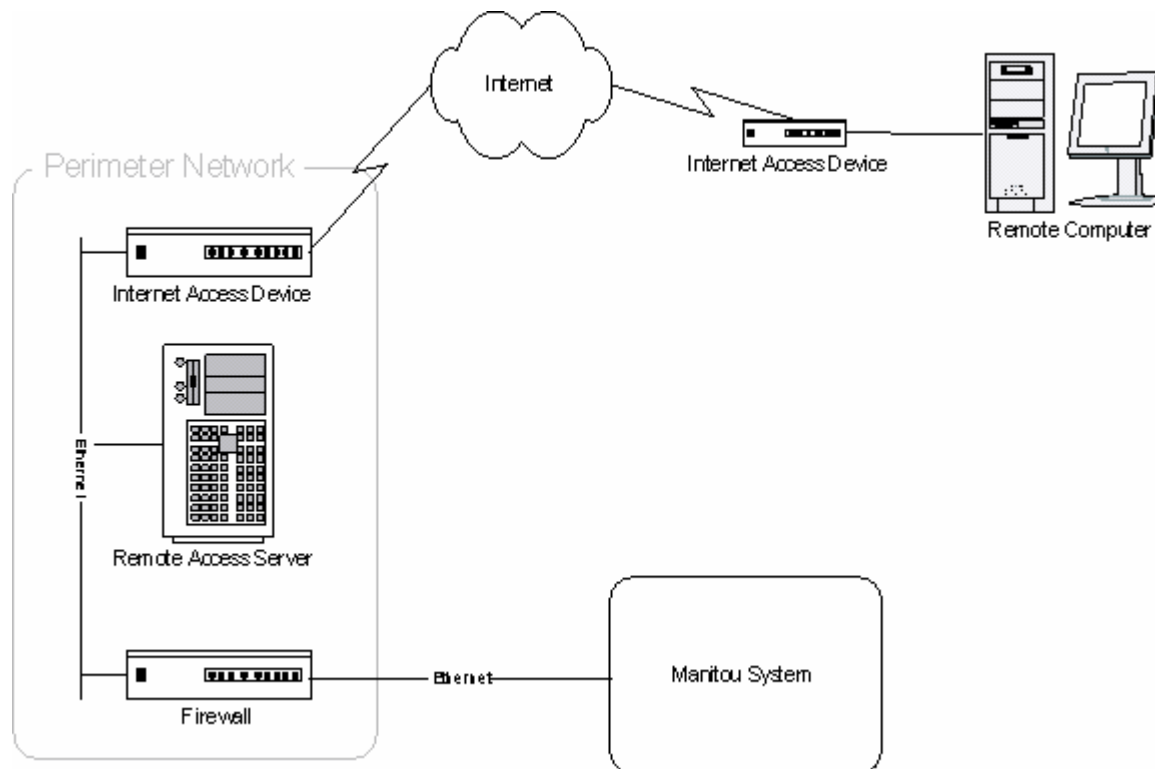 Internet
Internet Access Device
Remote Computer
Perimeter Network
Internet Access Device
Ethernet
Remote Access Server
Firewall
Ethernet
Manitou System